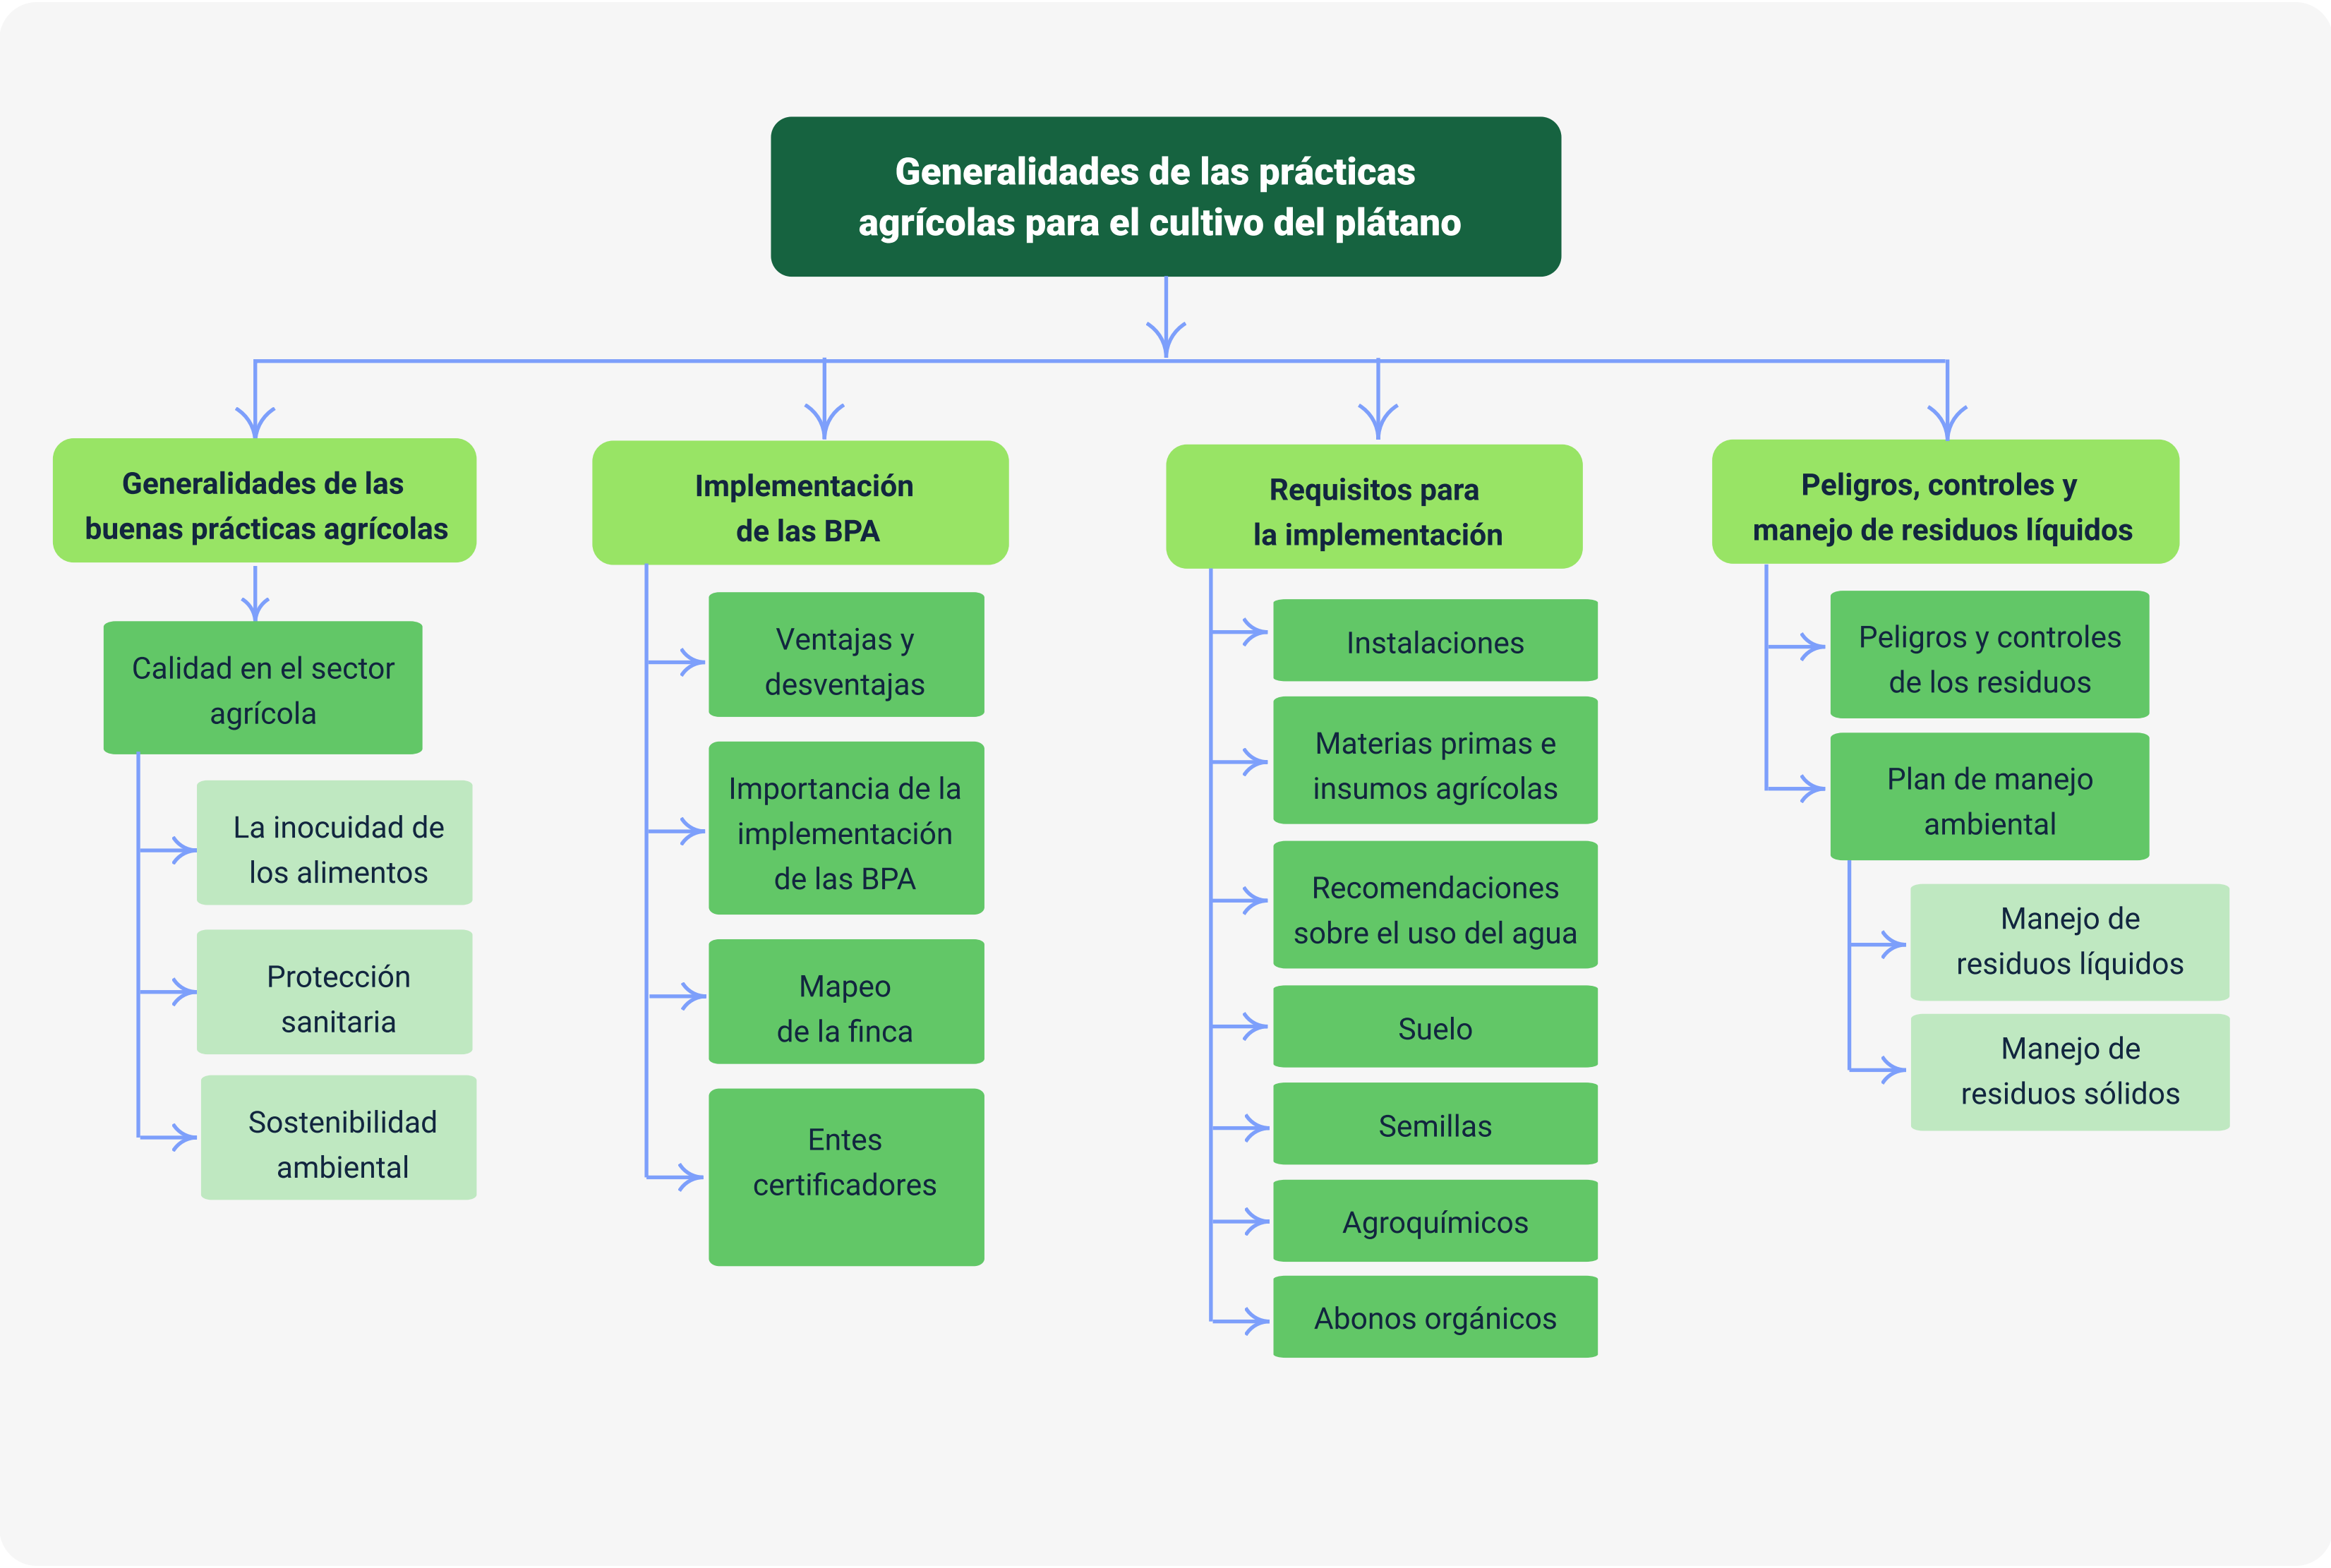 Generalidades de las prácticas
agrícolas para el cultivo del plátano
Generalidades de las
buenas prácticas agrícolas
Calidad en el sector
agrícola
La inocuidad de
los alimentos
Protección
sanitaria
Sostenibilidad
ambiental
Implementación
de las BPA
Ventajas y
desventajas
Importancia de la
implementación
de las BPA
Mapeo
de la finca
Entes
certificadores
Requisitos para
la implementación
Instalaciones
Materias primas e
insumos agrícolas
Recomendaciones
sobre el uso del agua
Suelo
Semillas
Agroquímicos
Abonos orgánicos
Peligros, controles y
manejo de residuos líquidos
Peligros y controles
de los residuos
Plan de manejo
ambiental
Manejo de
residuos líquidos
Manejo de
residuos sólidos